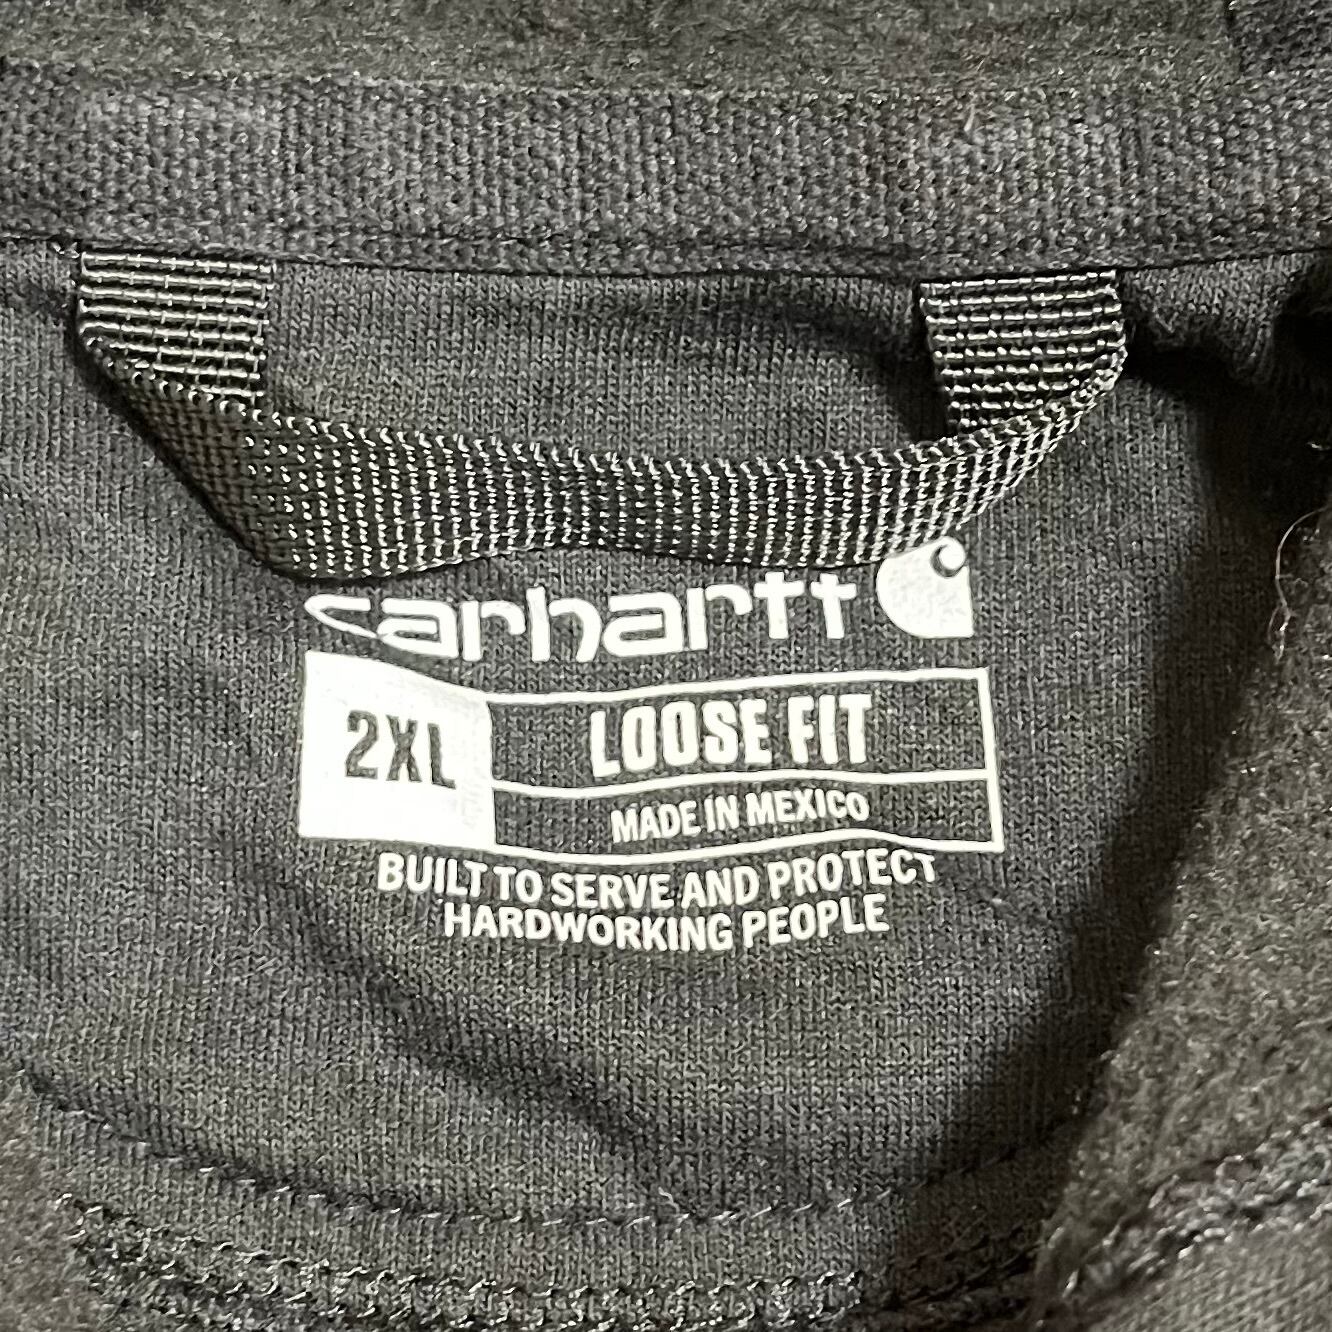 carhartt
2XL
LOOSE FIT
MADE IN MEXICO
BUILT TO SERVE AND PROTECT
HARDWORKING PEOPLE